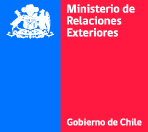 Ministerio de
Relaciones
Exteriores
Gobierno de Chile